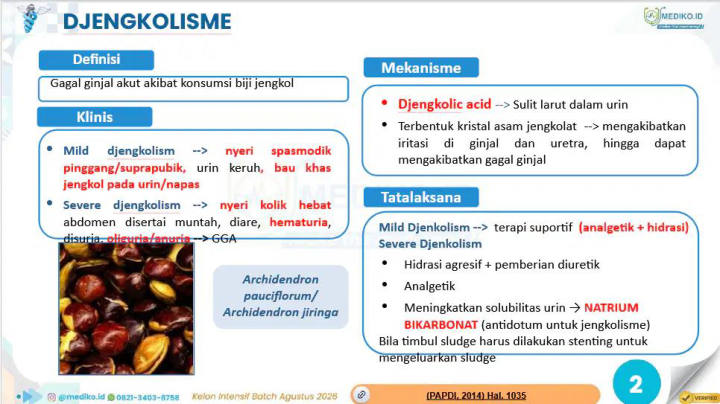 DJENGKOLISME
MEDIKO.ID
Definisi
Gagal ginjal akut akibat konsumsi biji jengkol
Klinis
• Mild djengkolism --> nyeri spasmodik
pinggang/suprapubik, urin keruh, bau khas
jengkol pada urin/napas
• Severe djengkolism --> nyeri kolik hebat
abdomen disertai muntah, diare, hematuria,
disuria, oliguria/anuria --> GGA
Archidendron
pauciflorum/
Archidendron jiringa
Mekanisme
• Djengkolic acid --> Sulit larut dalam urin
• Terbentuk kristal asam jengkolat --> mengakibatkan
iritasi di ginjal dan uretra, hingga dapat
mengakibatkan gagal ginjal
Tatalaksana
Mild Djenkolism --> terapi suportif (analgetik + hidrasi)
Severe Djenkolism
• Hidrasi agresif + pemberian diuretik
• Analgetik
• Meningkatkan solubilitas urin → NATRIUM
BIKARBONAT (antidotum untuk jengkolisme)
Bila timbul sludge harus dilakukan stenting untuk
mengeluarkan sludge
@mediko.id 0821-3403-8758 Kelon Intensif Batch Agustus 2026
(PAPDI, 2014) Hal. 1035
2
VERIFIED